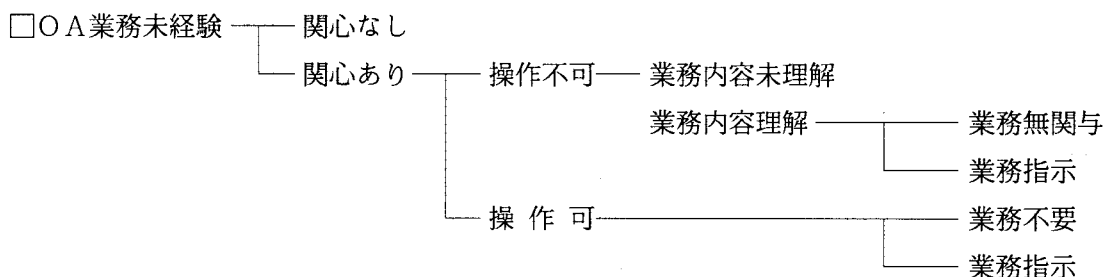 □ＯＡ業務未経験 関心なし
関心あり 操作不可 業務内容未理解
業務内容理解 業務無関与
業務指示
操 作 可 業務不要
業務指示